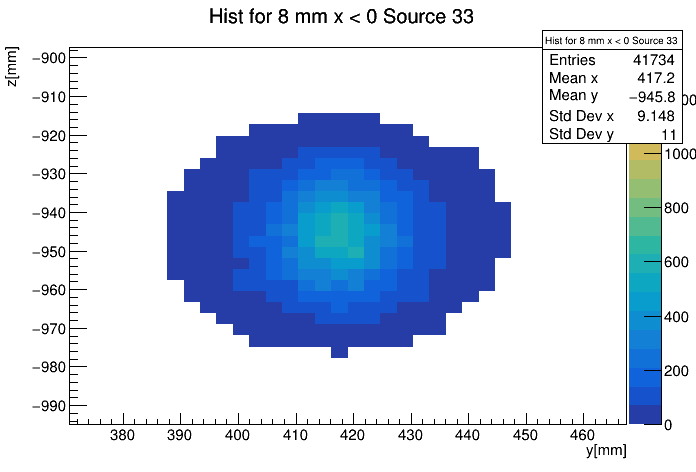 Hist for 8 mm x < 0 Source 33
z[mm]
Hist for 8 mm x < 0 Source 33
Entries 41734
Mean x 417.2
Mean y −945.8
Std Dev x 9.148
Std Dev y 11
−900
−910
−920
−930
−940
−950
−960
−970
−980
−990
1000
800
600
400
200
0
380 390 400 410 420 430 440 450 460
y[mm]